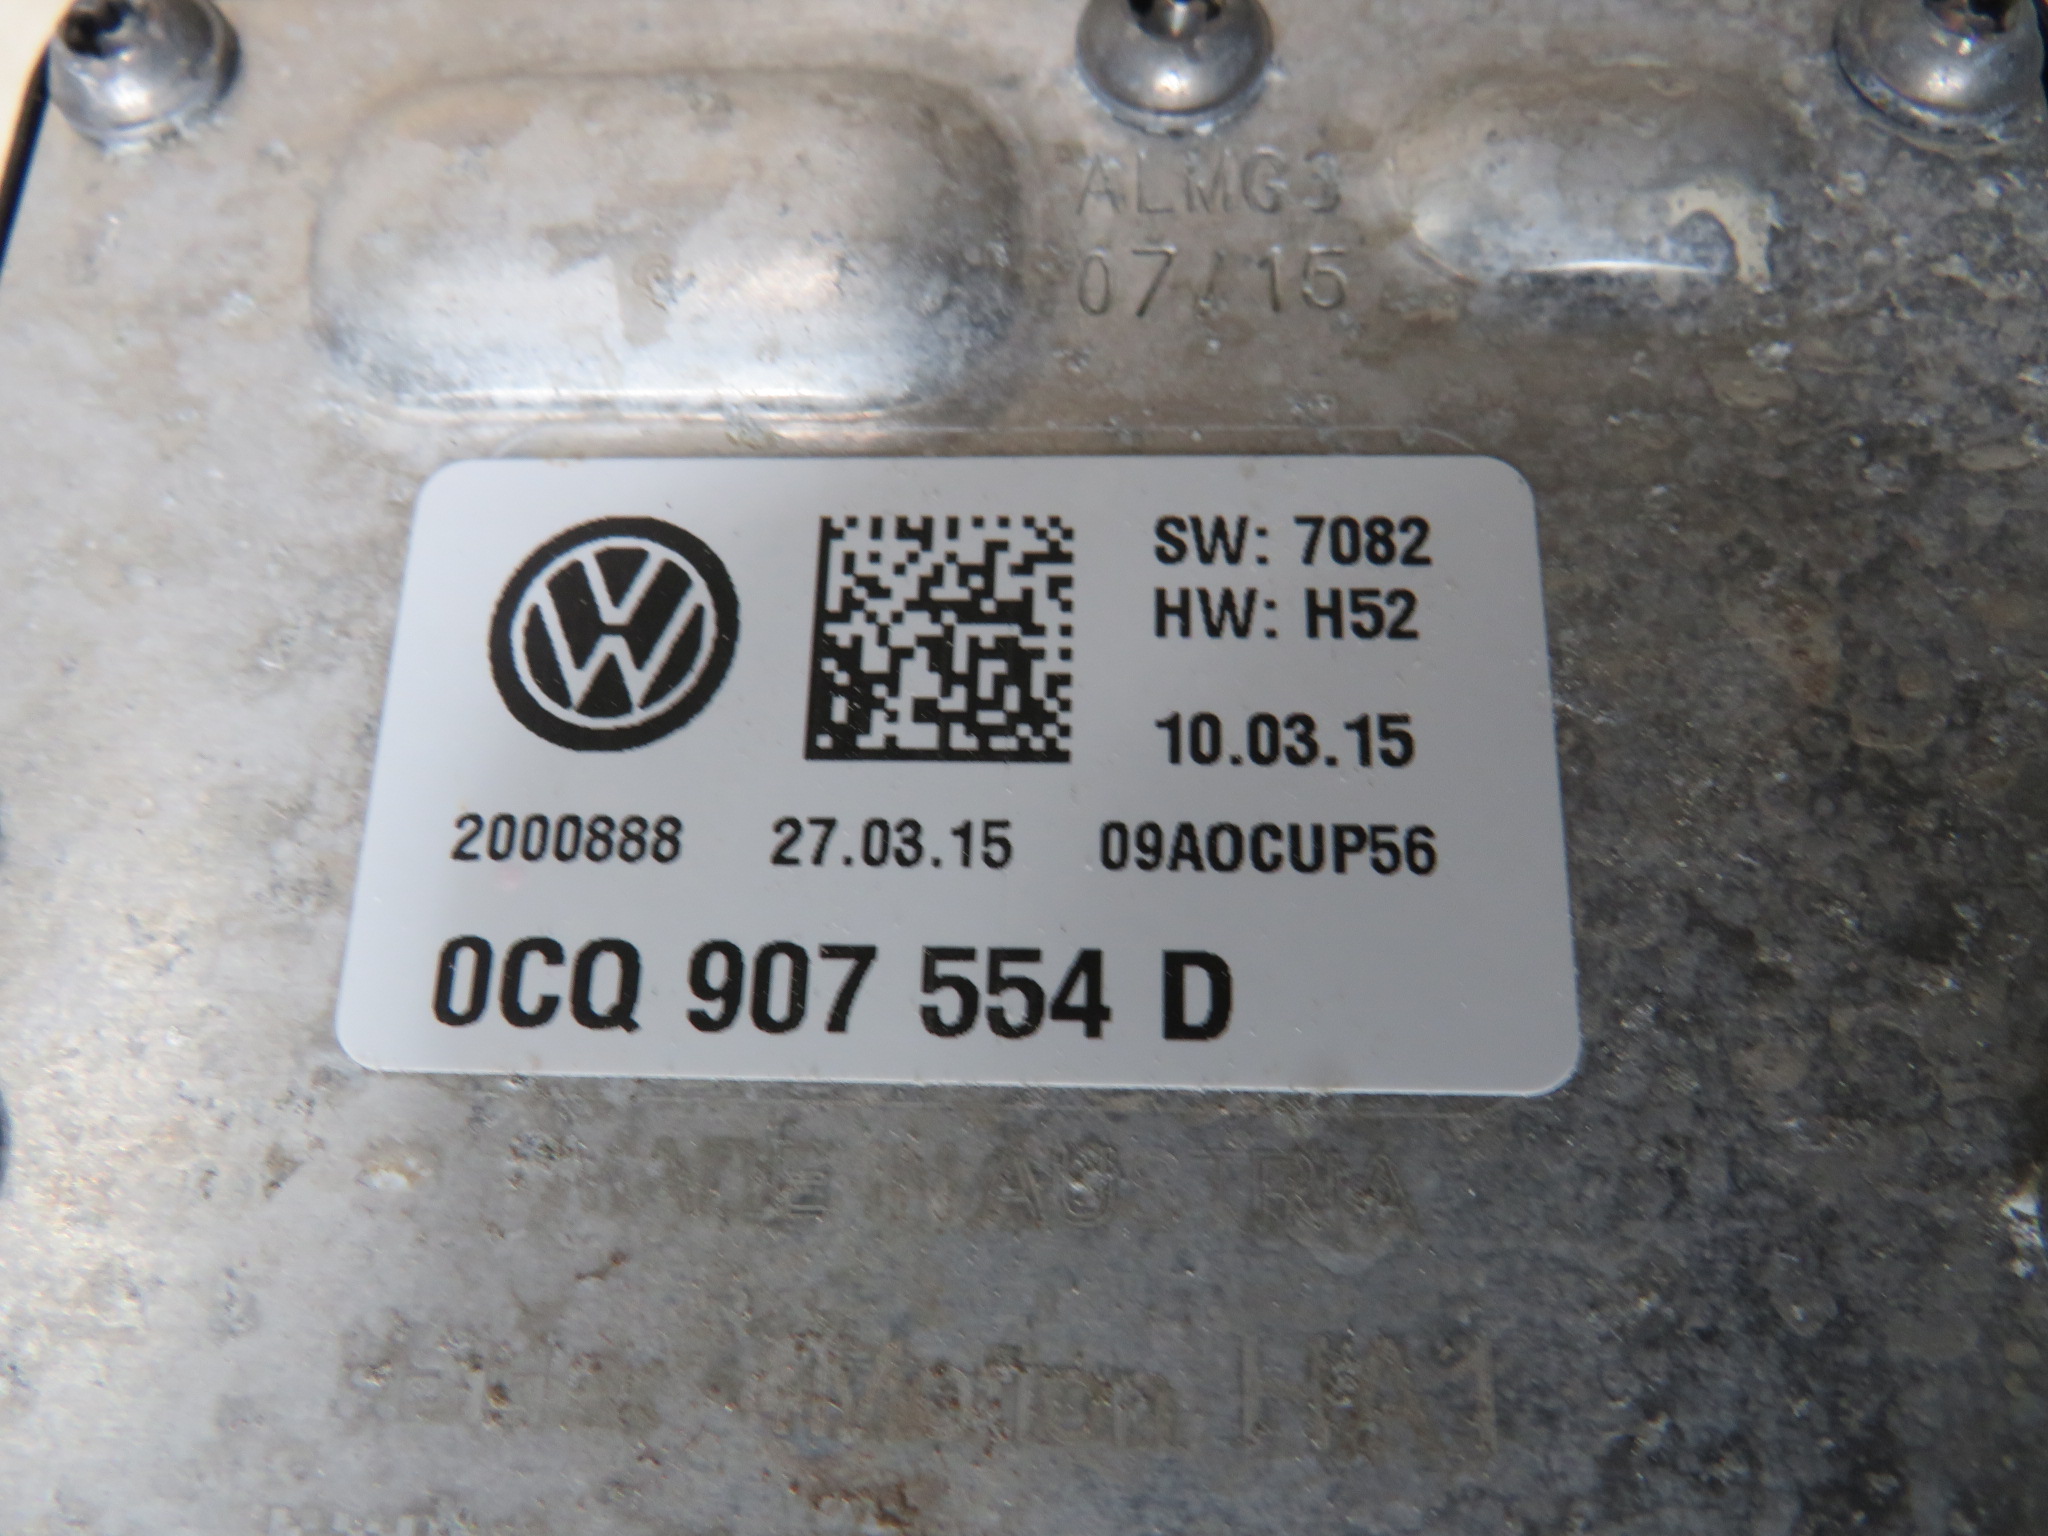 ALMG3
07/15
SW: 7082
HW: H52
10.03.15
2000888 27.03.15 09AOCUP56
0CQ 907 554 D